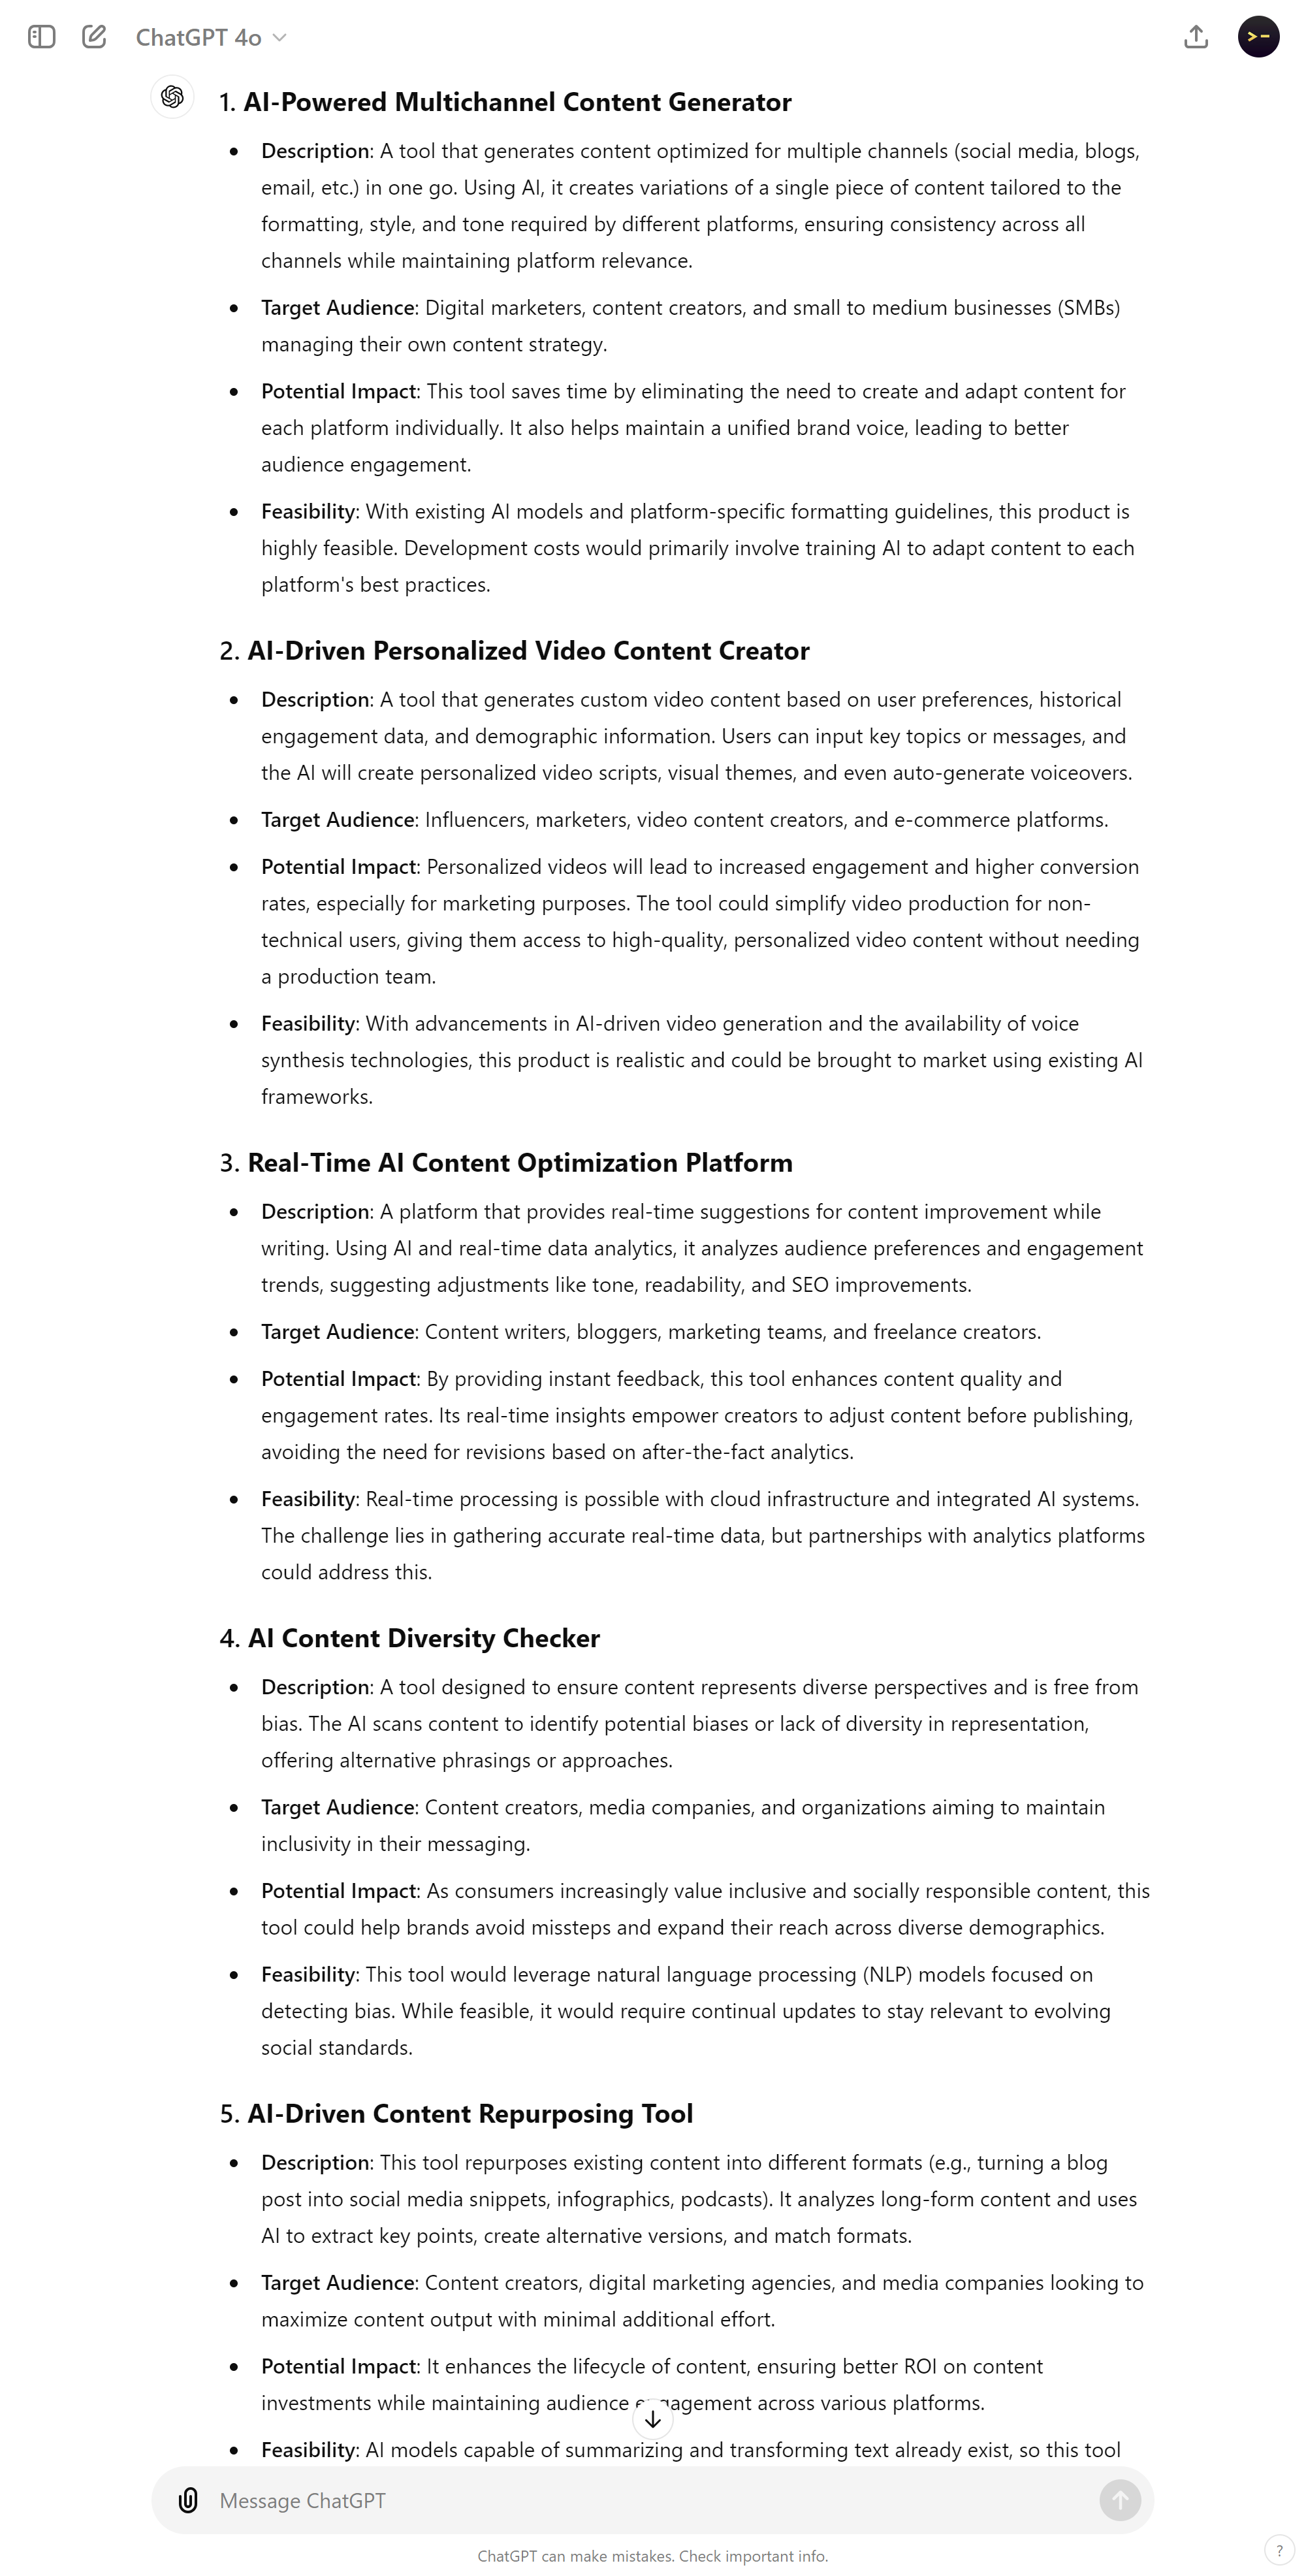 ChatGPT 4o
1. AI-Powered Multichannel Content Generator
• Description: A tool that generates content optimized for multiple channels (social media, blogs,
email, etc.) in one go. Using AI, it creates variations of a single piece of content tailored to the
formatting, style, and tone required by different platforms, ensuring consistency across all
channels while maintaining platform relevance.
• Target Audience: Digital marketers, content creators, and small to medium businesses (SMBs)
managing their own content strategy.
• Potential Impact: This tool saves time by eliminating the need to create and adapt content for
each platform individually. It also helps maintain a unified brand voice, leading to better
audience engagement.
• Feasibility: With existing AI models and platform-specific formatting guidelines, this product is
highly feasible. Development costs would primarily involve training AI to adapt content to each
platform's best practices.
2. AI-Driven Personalized Video Content Creator
• Description: A tool that generates custom video content based on user preferences, historical
engagement data, and demographic information. Users can input key topics or messages, and
the AI will create personalized video scripts, visual themes, and even auto-generate voiceovers.
• Target Audience: Influencers, marketers, video content creators, and e-commerce platforms.
• Potential Impact: Personalized videos will lead to increased engagement and higher conversion
rates, especially for marketing purposes. The tool could simplify video production for non-
technical users, giving them access to high-quality, personalized video content without needing
a production team.
• Feasibility: With advancements in AI-driven video generation and the availability of voice
synthesis technologies, this product is realistic and could be brought to market using existing AI
frameworks.
3. Real-Time AI Content Optimization Platform
• Description: A platform that provides real-time suggestions for content improvement while
writing. Using AI and real-time data analytics, it analyzes audience preferences and engagement
trends, suggesting adjustments like tone, readability, and SEO improvements.
• Target Audience: Content writers, bloggers, marketing teams, and freelance creators.
• Potential Impact: By providing instant feedback, this tool enhances content quality and
engagement rates. Its real-time insights empower creators to adjust content before publishing,
avoiding the need for revisions based on after-the-fact analytics.
• Feasibility: Real-time processing is possible with cloud infrastructure and integrated AI systems.
The challenge lies in gathering accurate real-time data, but partnerships with analytics platforms
could address this.
4. AI Content Diversity Checker
• Description: A tool designed to ensure content represents diverse perspectives and is free from
bias. The AI scans content to identify potential biases or lack of diversity in representation,
offering alternative phrasings or approaches.
• Target Audience: Content creators, media companies, and organizations aiming to maintain
inclusivity in their messaging.
• Potential Impact: As consumers increasingly value inclusive and socially responsible content, this
tool could help brands avoid missteps and expand their reach across diverse demographics.
• Feasibility: This tool would leverage natural language processing (NLP) models focused on
detecting bias. While feasible, it would require continual updates to stay relevant to evolving
social standards.
5. AI-Driven Content Repurposing Tool
• Description: This tool repurposes existing content into different formats (e.g., turning a blog
post into social media snippets, infographics, podcasts). It analyzes long-form content and uses
AI to extract key points, create alternative versions, and match formats.
• Target Audience: Content creators, digital marketing agencies, and media companies looking to
maximize content output with minimal additional effort.
• Potential Impact: It enhances the lifecycle of content, ensuring better ROI on content
investments while maintaining audience engagement across various platforms.
• Feasibility: AI models capable of summarizing and transforming text already exist, so this tool
Message ChatGPT
ChatGPT can make mistakes. Check important info.
?